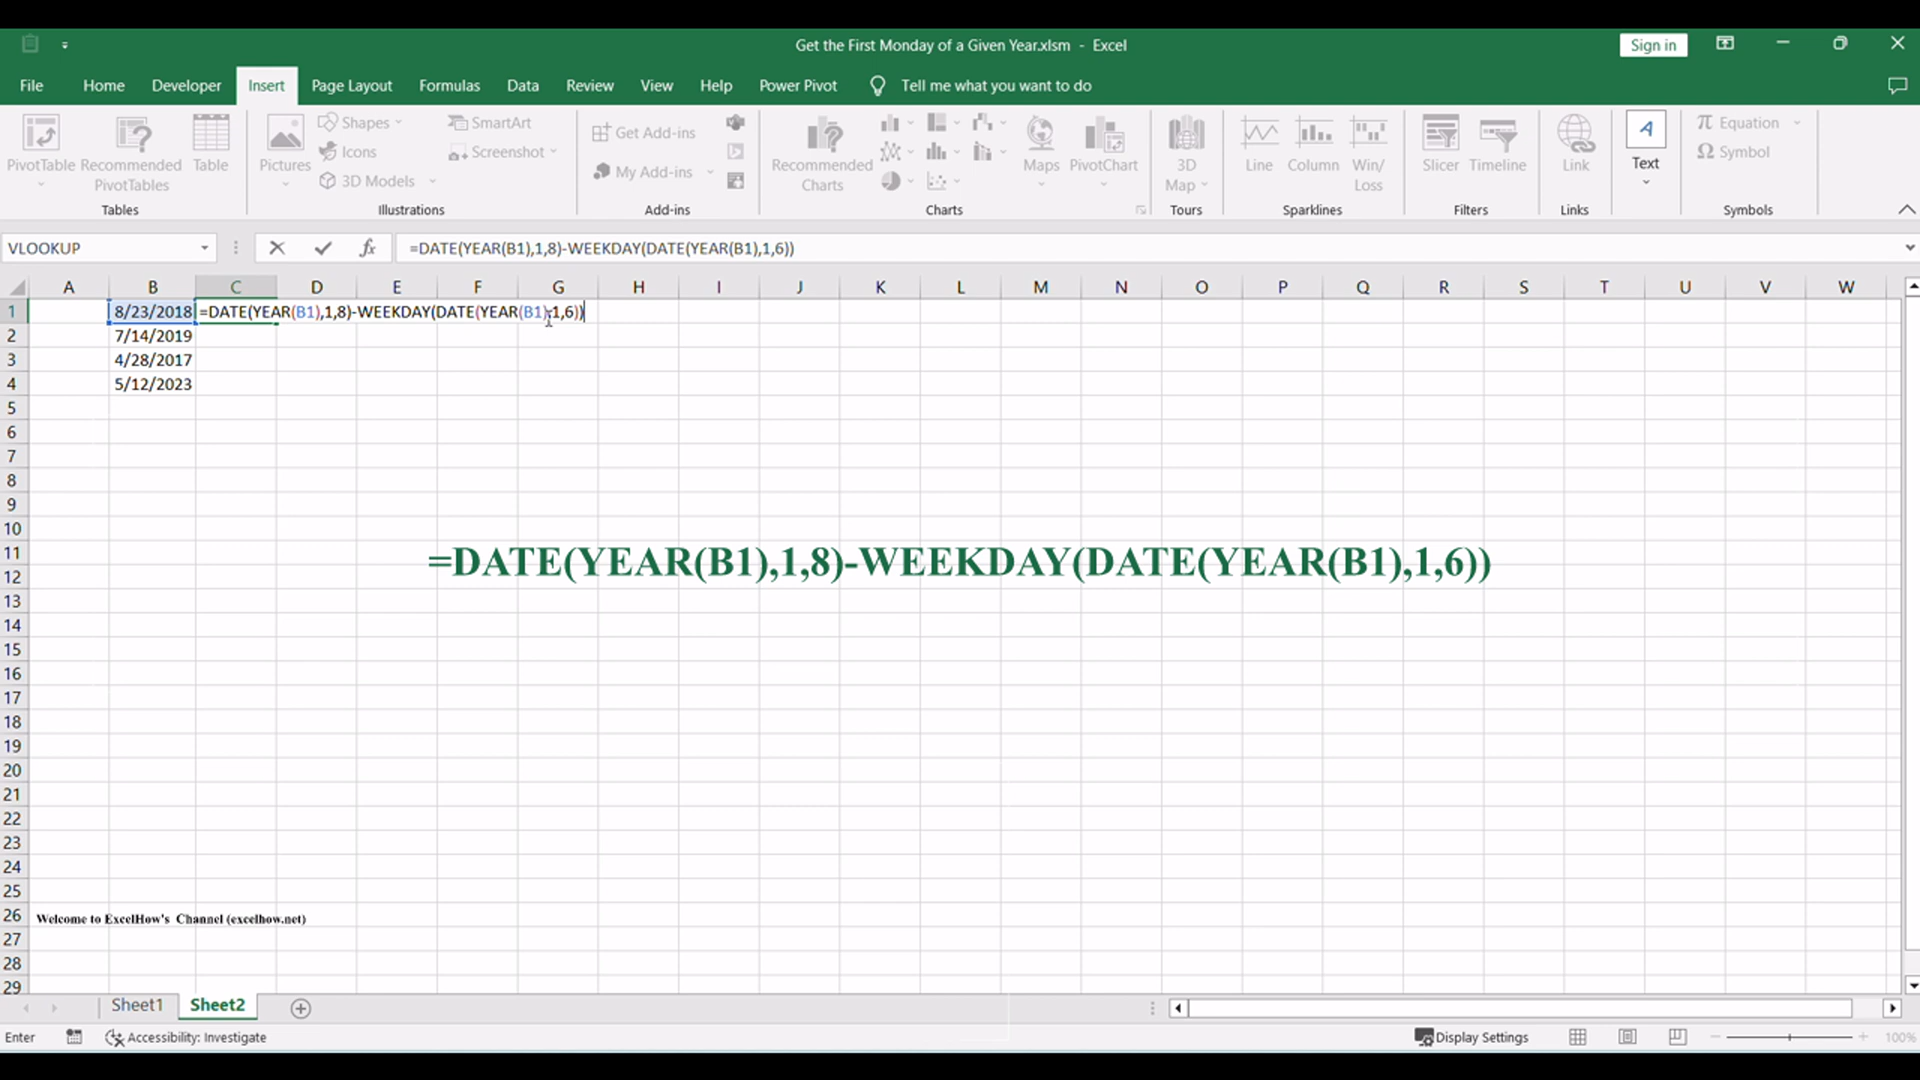 Get the First Monday of a Given Year.xlsm - Excel
Sign in
File Home Developer Insert Page Layout Formulas Data Review View Help Power Pivot Tell me what you want to do
PivotTable
Recommended PivotTables
Table
Tables
Pictures
Shapes
Icons
3D Models
SmartArt
Screenshot
Illustrations
Get Add-ins
My Add-ins
Add-ins
Recommended Charts
Maps
PivotChart
Charts
3D Map
Tours
Line
Column
Win/Loss
Sparklines
Slicer
Timeline
Filters
Link
Links
A
Text
π Equation
Ω Symbol
Symbols
VLOOKUP
fx
=DATE(YEAR(B1),1,8)-WEEKDAY(DATE(YEAR(B1),1,6))
A B C D E F G H I J K L M N O P Q R S T U V W
1 8/23/2018 =DATE(YEAR(B1),1,8)-WEEKDAY(DATE(YEAR(B1),1,6))
2 7/14/2019
3 4/28/2017
4 5/12/2023
5
6
7
8
9
10
11
=DATE(YEAR(B1),1,8)-WEEKDAY(DATE(YEAR(B1),1,6))
12
13
14
15
16
17
18
19
20
21
22
23
24
25
26 Welcome to ExcelHow's Channel (excelhow.net)
27
28
29
Sheet1 Sheet2
Enter Accessibility: Investigate Display Settings 100%